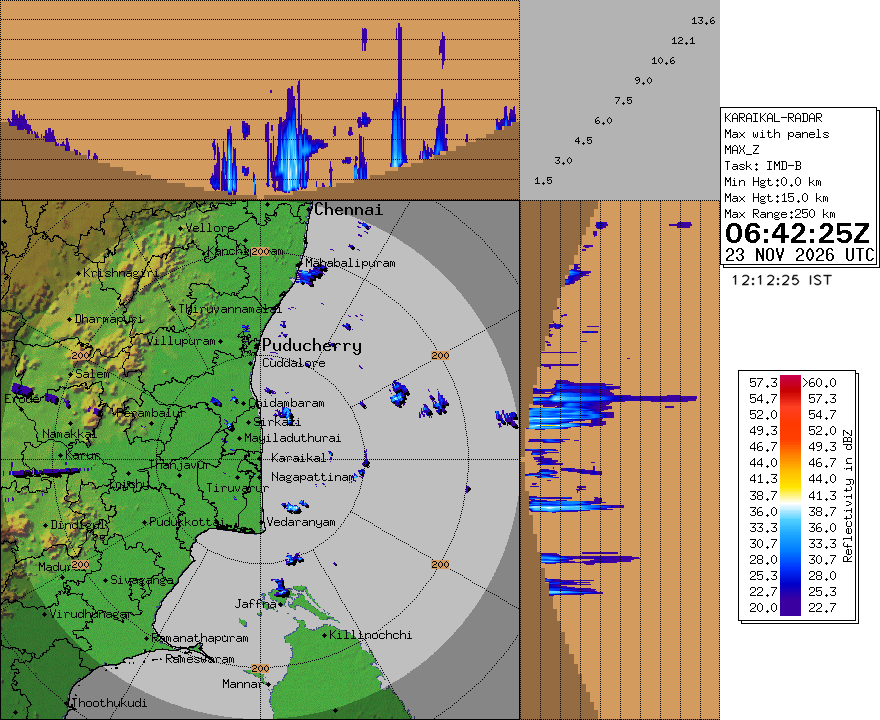 13.6
12.1
10.6
9.0
7.5
6.0
4.5
3.0
1.5
KARAIKAL-RADAR
Max with panels
MAX_Z
Task: IMD-B
Min Hgt:0.0 km
Max Hgt:15.0 km
Max Range:250 km
06:42:25Z
23 NOV 2026 UTC
12:12:25 IST
Chennai
Vellore
200
Mahabalipuram
Krishnagiri
Thiruvannamalai
Dharmapuri
Villupuram
Puducherry
200
200
Cuddalore
Salem
Erode
Chidambaram
Perambalur
Sirkazi
Namakkal
Mayiladuthurai
Karur
Karaikal
Thanjavur
Nagapattinam
Tiruvarur
Dindigul
Pudukkottai
Vedaranyam
200
200
Madurai
Sivaganga
Jaffna
Virudhunagar
Ramanathapuram
Killinochchi
Rameswaram
200
Mannar
Thoothukudi
57.3 >60.0
54.7 57.3
52.0 54.7
49.3 52.0
46.7 49.3
44.0 46.7
41.3 44.0
38.7 41.3
36.0 38.7
33.3 36.0
30.7 33.3
28.0 30.7
25.3 28.0
22.7 25.3
20.0 22.7
Reflectivity in dBZ